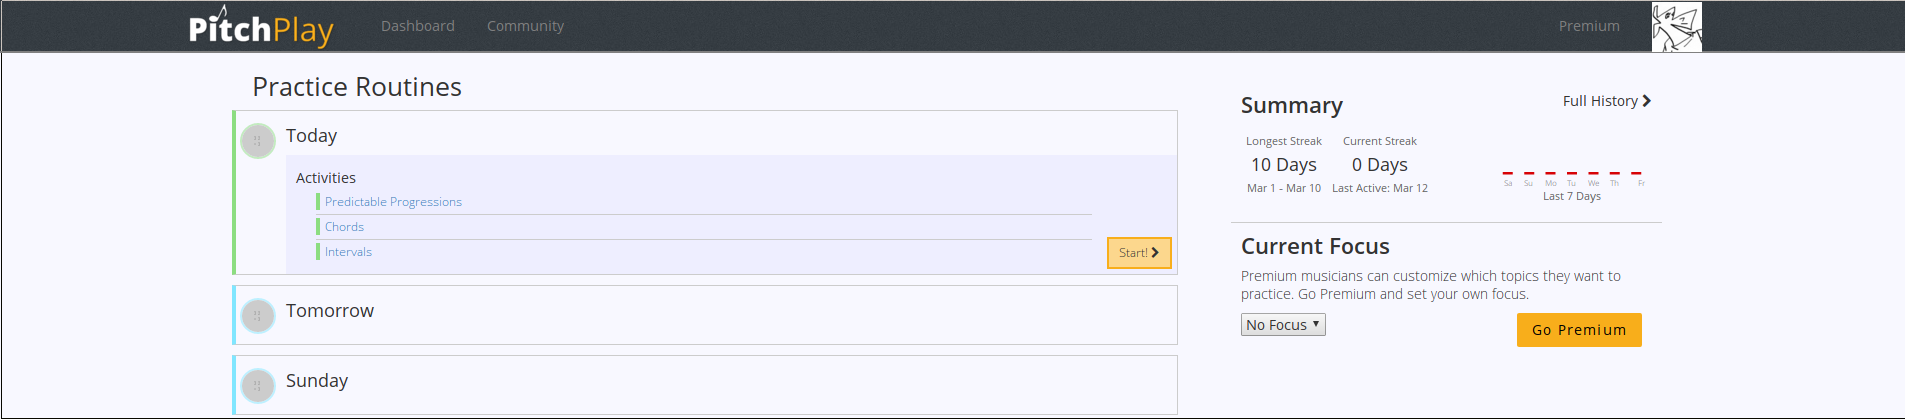 PitchPlay
Dashboard
Community
Premium
Practice Routines
Today
Activities
Predictable Progressions
Chords
Intervals
Start!
Tomorrow
Sunday
Summary
Full History
Longest Streak
Current Streak
10 Days
0 Days
Mar 1 - Mar 10
Last Active: Mar 12
Sa Su Mo Tu We Th Fr
Last 7 Days
Current Focus
Premium musicians can customize which topics they want to
practice. Go Premium and set your own focus.
No Focus
Go Premium